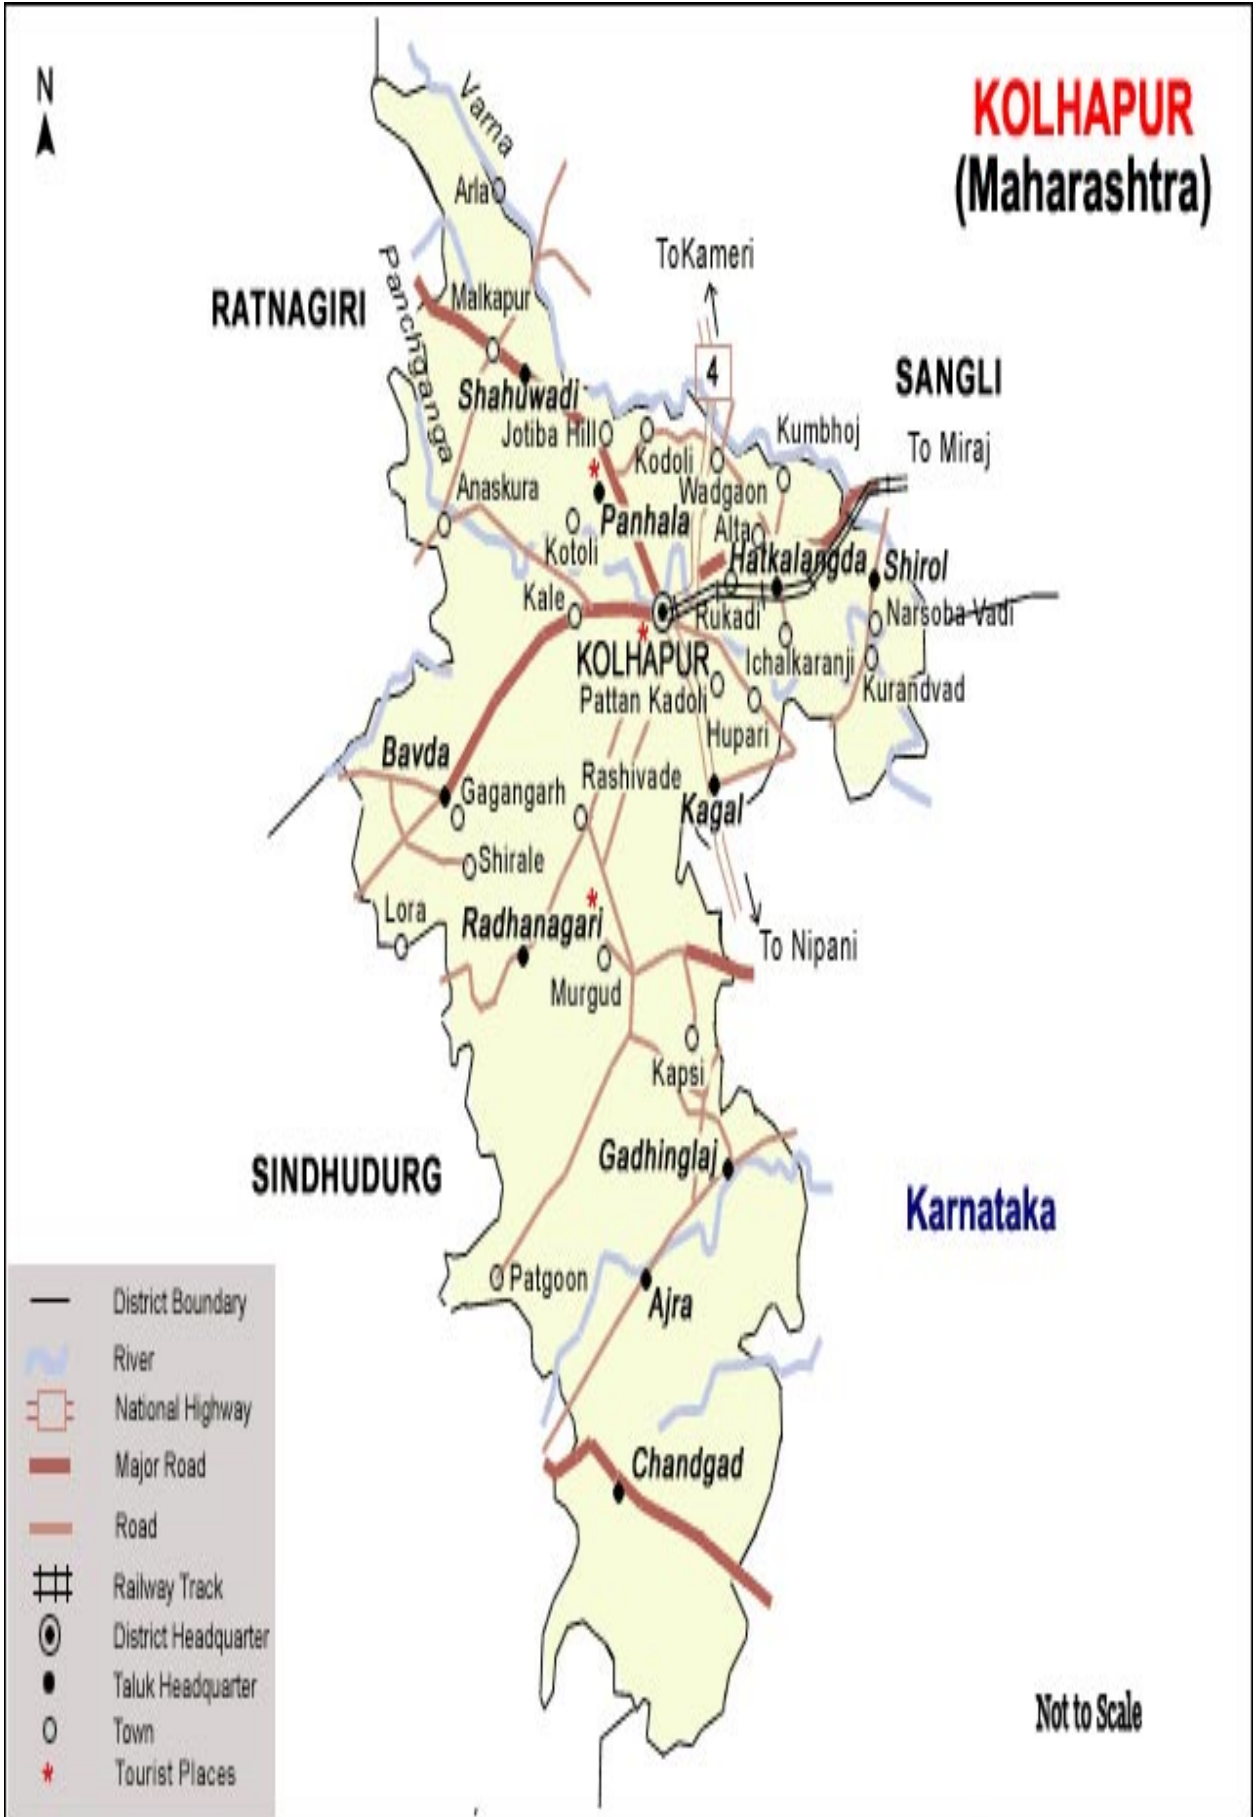 N
KOLHAPUR
(Maharashtra)
Varna
Arla
ToKameri
Panchganga
RATNAGIRI
Malkapur
4
SANGLI
Shahuwadi
Jotiba Hill
Kumbhoj
To Miraj
Kodoli
Anaskura
Wadgaon
Panhala
Alta
Kotoli
Hatkalangda
Shirol
Kale
Rukadi
Narsoba Vadi
KOLHAPUR
Ichalkaranji
Pattan Kadoli
Kurandvad
Hupari
Bavda
Rashivade
Gagangarh
Kagal
Shirale
Lora
Radhanagari
To Nipani
Murgud
Kapsi
Gadhinglaj
SINDHUDURG
Karnataka
Patgoon
Ajra
Chandgad
District Boundary
River
National Highway
Major Road
Road
Railway Track
District Headquarter
Taluk Headquarter
Town
Tourist Places
Not to Scale